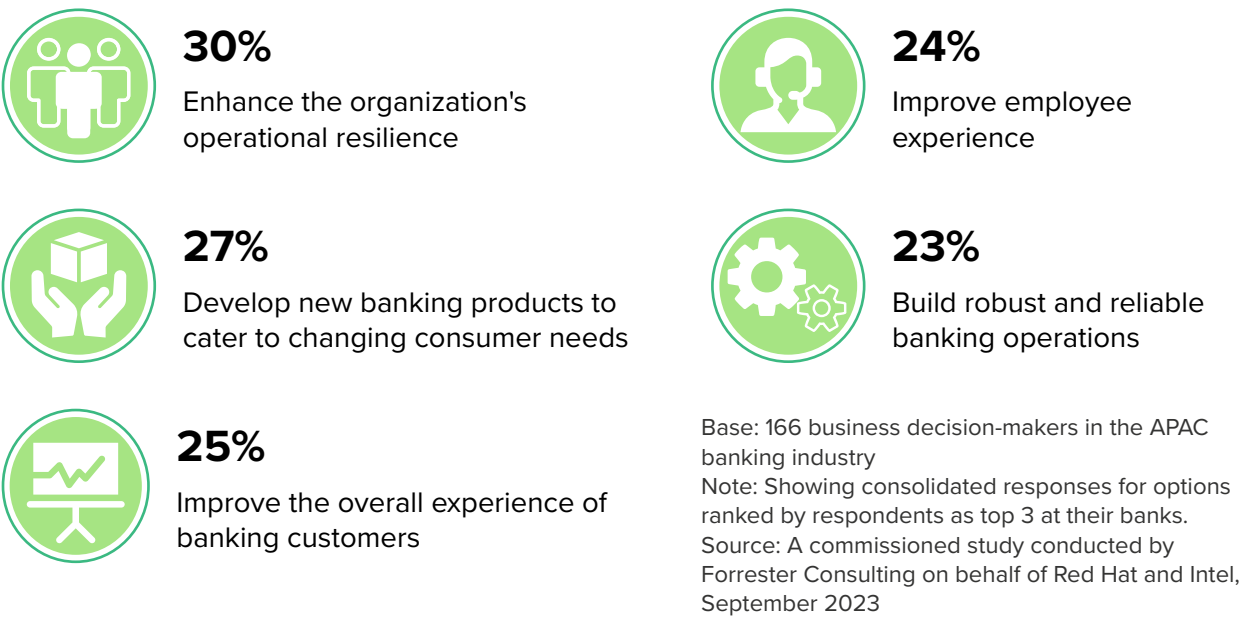 30%
Enhance the organization's
operational resilience
27%
Develop new banking products to
cater to changing consumer needs
25%
Improve the overall experience of
banking customers
24%
Improve employee
experience
23%
Build robust and reliable
banking operations
Base: 166 business decision-makers in the APAC
banking industry
Note: Showing consolidated responses for options
ranked by respondents as top 3 at their banks.
Source: A commissioned study conducted by
Forrester Consulting on behalf of Red Hat and Intel,
September 2023